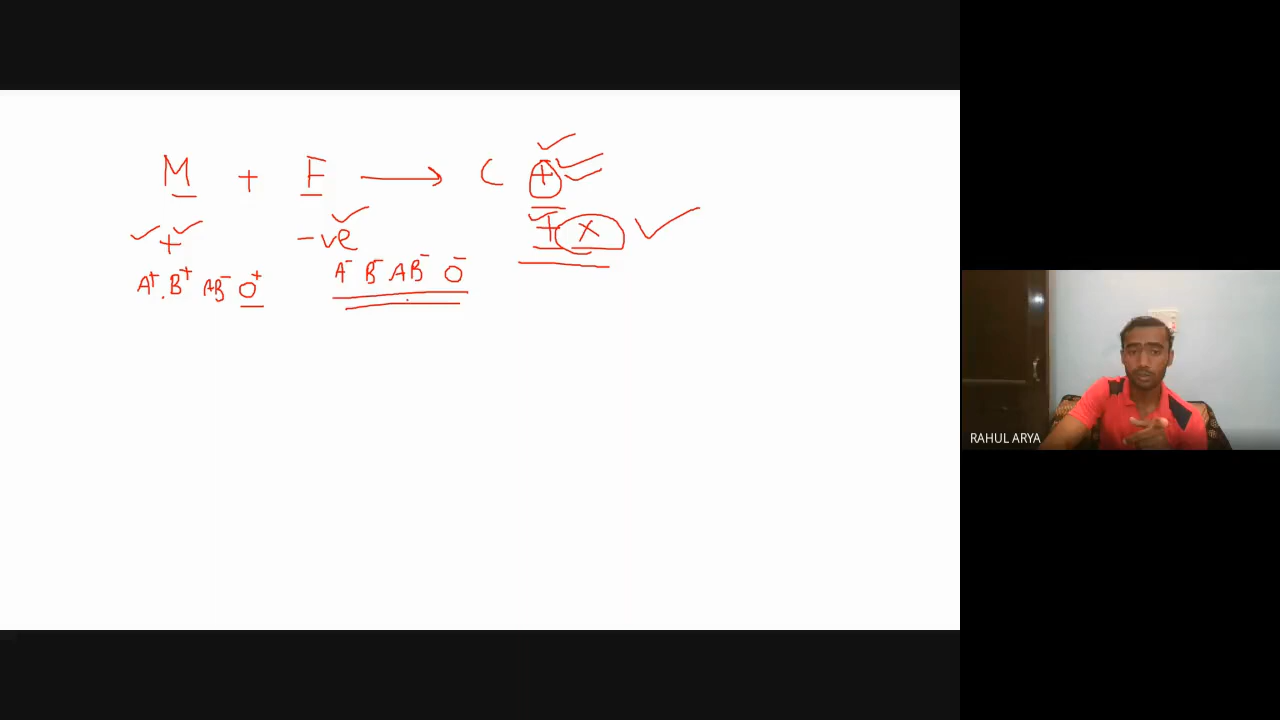 M + F → C +
+ -ve + x
A+ . B+ AB- O+ A- B- AB- O-
RAHUL ARYA